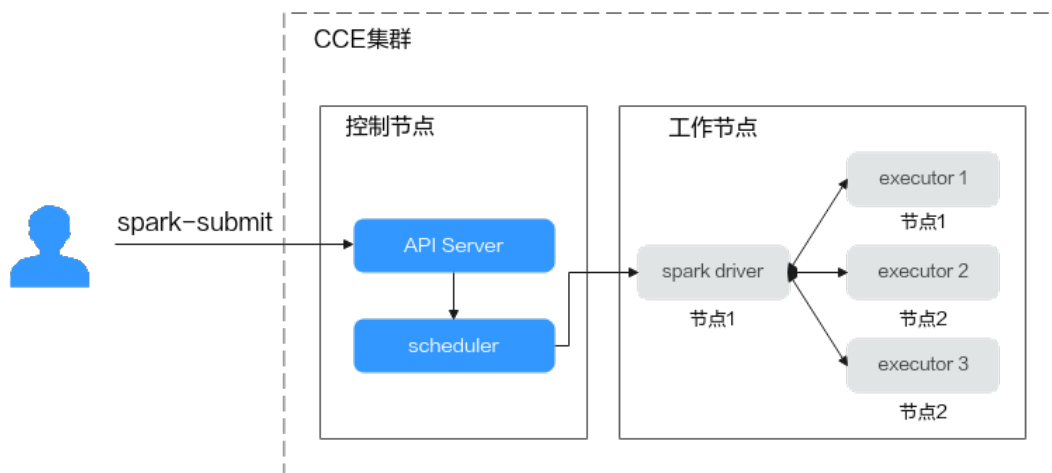 CCE集群
控制节点
工作节点
executor 1
节点1
spark-submit
API Server
spark driver
executor 2
节点1
节点2
scheduler
executor 3
节点2